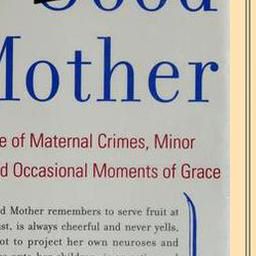 Good
Mother
e of Maternal Crimes, Minor
d Occasional Moments of Grace
d Mother remembers to serve fruit at
st, is always cheerful and never yells,
ot to project her own neuroses and